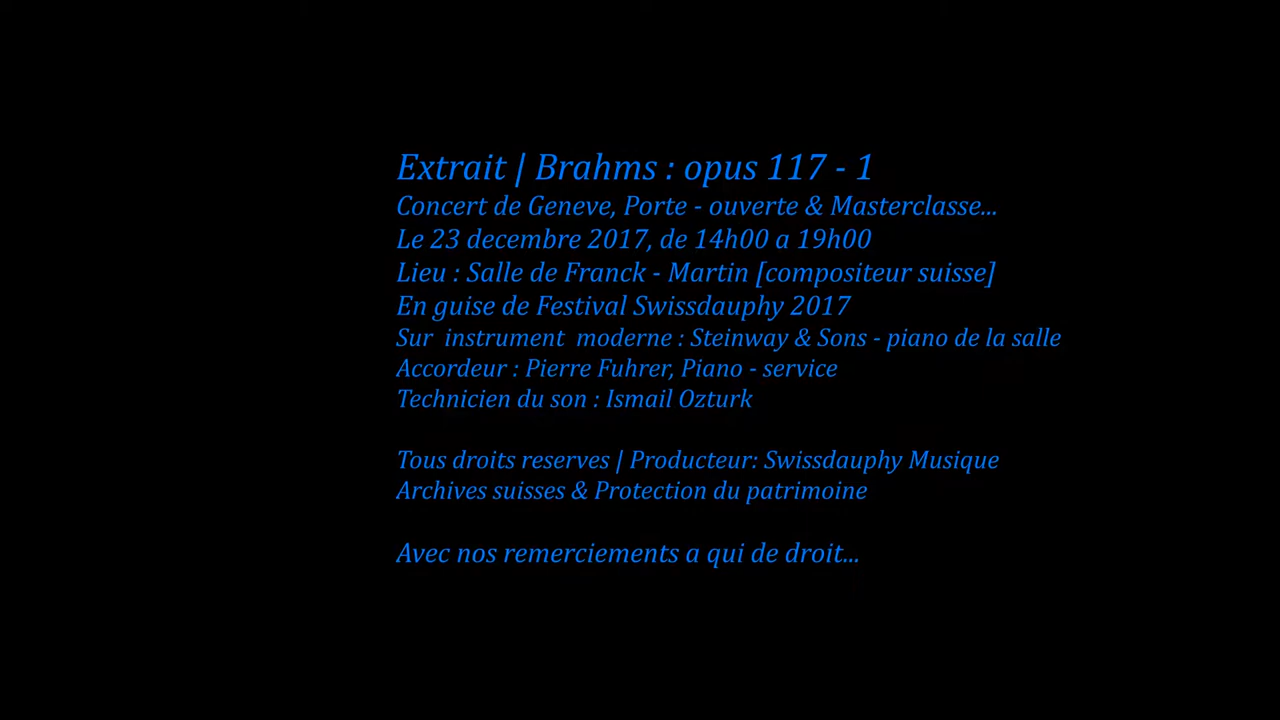 Extrait | Brahms : opus 117 - 1
Concert de Geneve, Porte - ouverte & Masterclasse...
Le 23 decembre 2017, de 14h00 a 19h00
Lieu : Salle de Franck - Martin [compositeur suisse]
En guise de Festival Swissdauphy 2017
Sur instrument moderne : Steinway & Sons - piano de la salle
Accordeur : Pierre Fuhrer, Piano - service
Technicien du son : Ismail Ozturk
Tous droits reserves | Producteur: Swissdauphy Musique
Archives suisses & Protection du patrimoine
Avec nos remerciements a qui de droit...